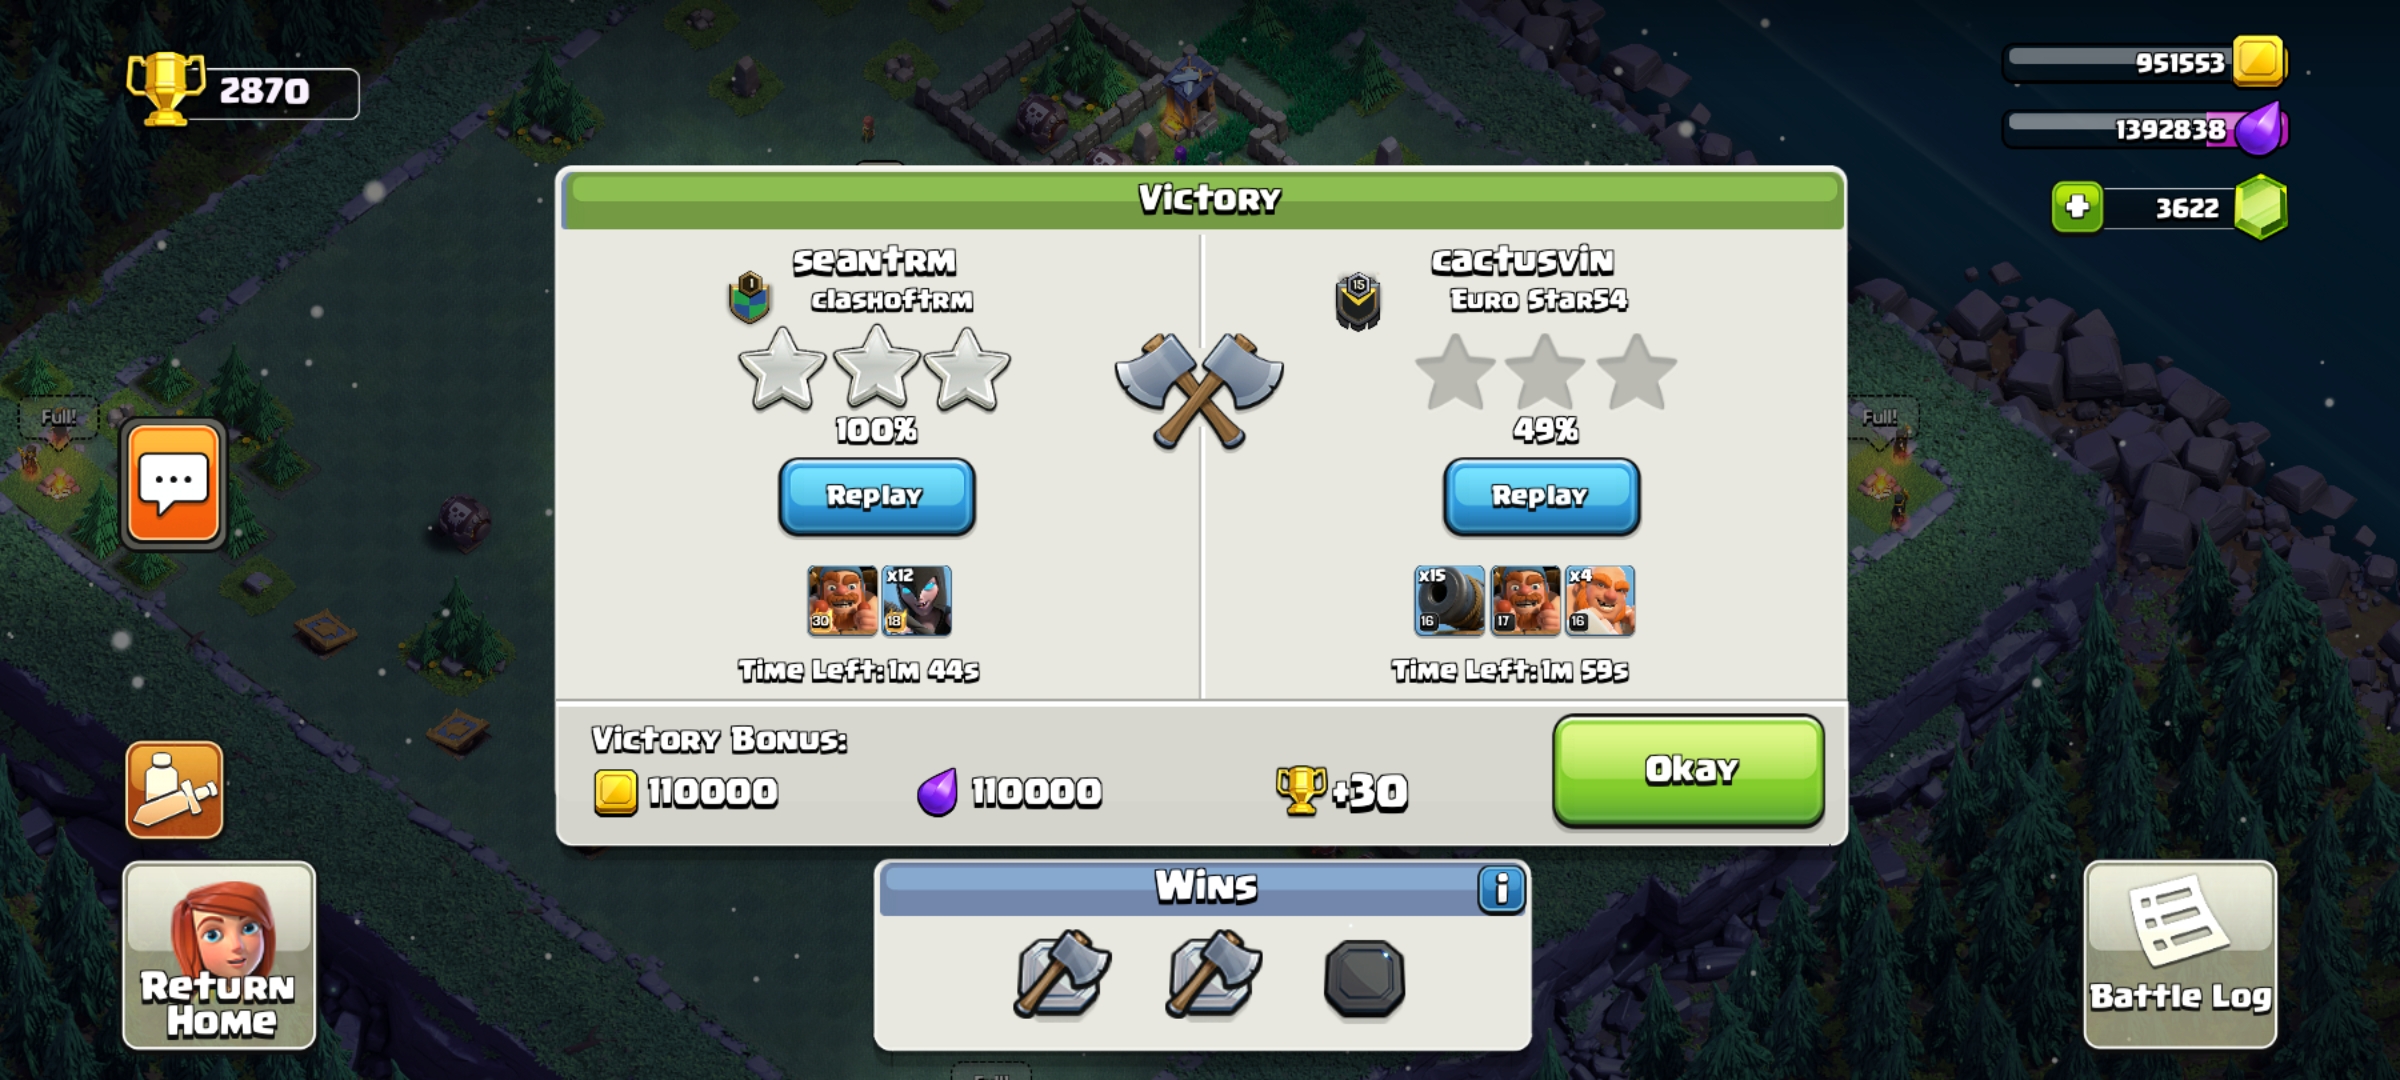 2870
951553
1392838
3622
Victory
seantRM
clashoftRM
1
100%
Replay
30
x12
18
Time Left: 1m 44s
cactusvin
Euro Star54
15
49%
Replay
x15
16
17
x4
16
Time Left: 1m 59s
Full!
Full!
Victory Bonus:
110000
110000
+30
Okay
Wins
i
Return
Home
Battle Log